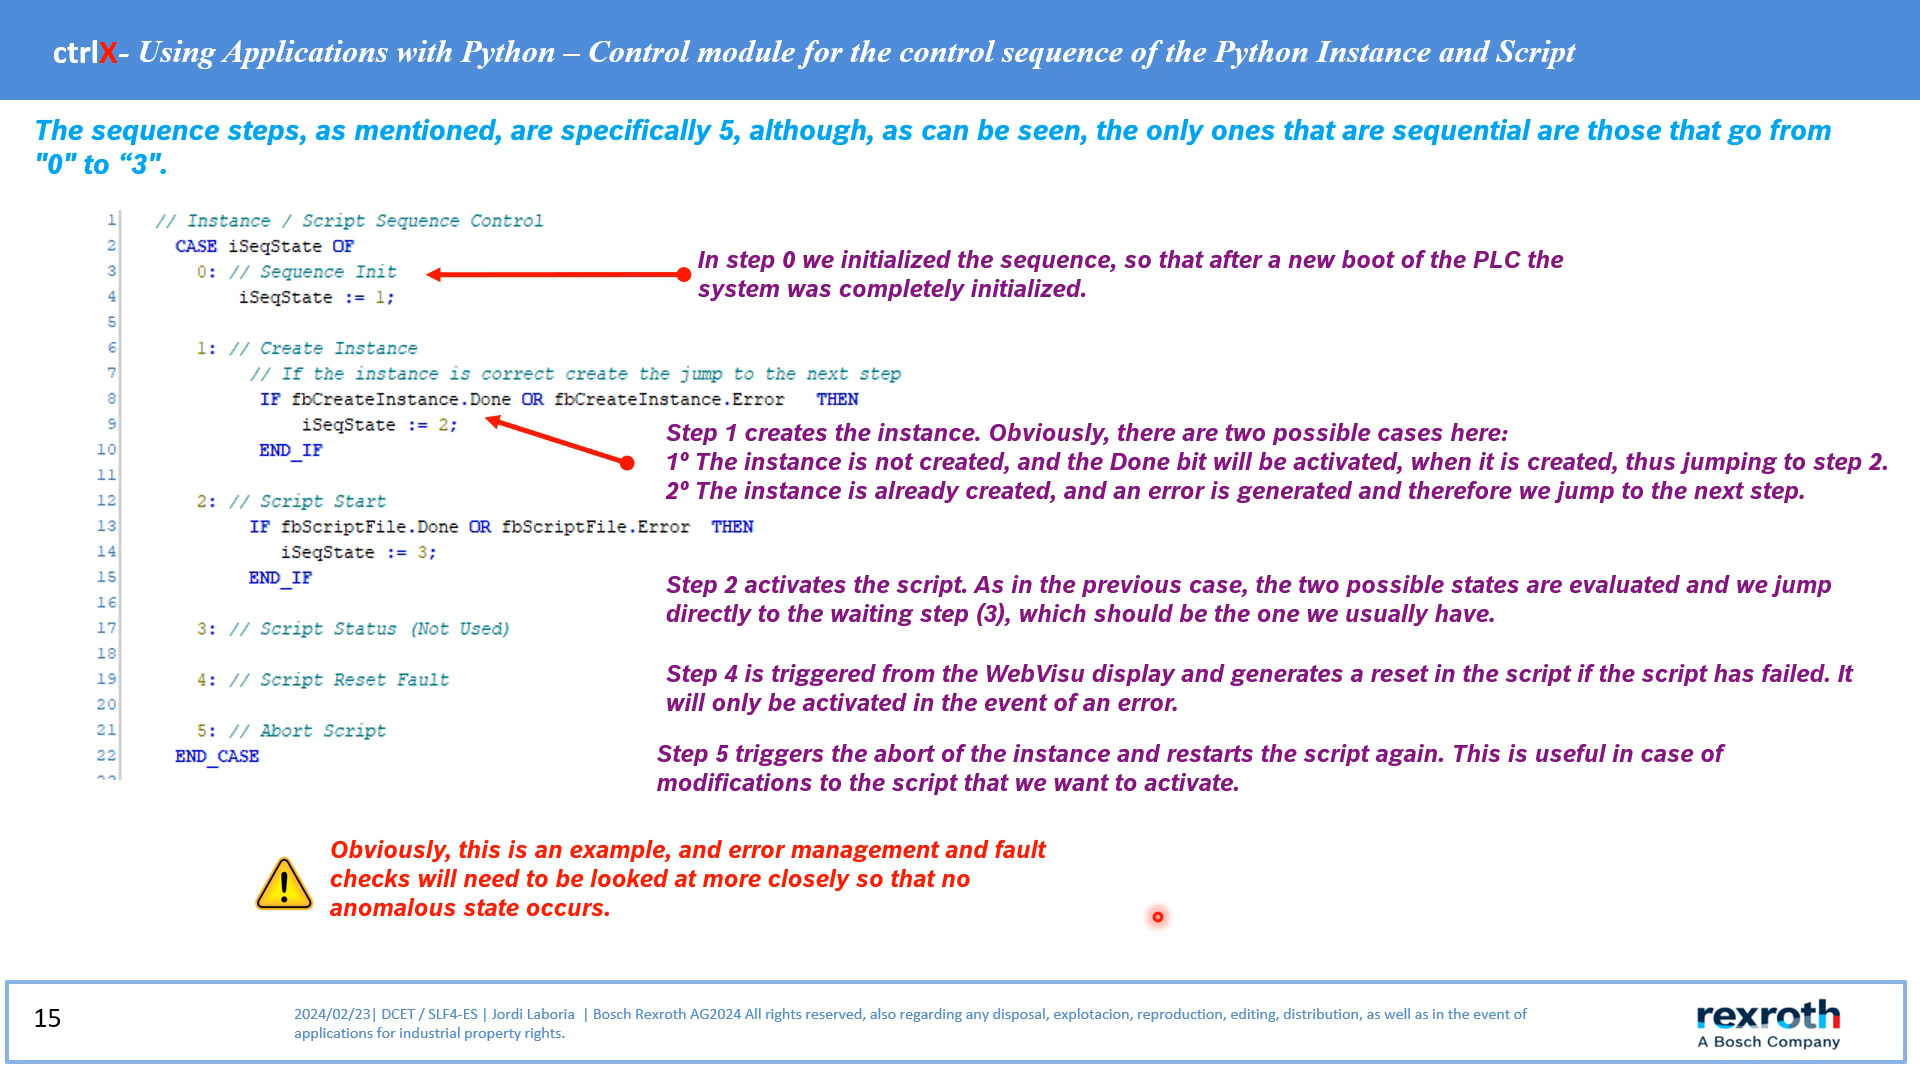 ctrlX- Using Applications with Python – Control module for the control sequence of the Python Instance and Script
The sequence steps, as mentioned, are specifically 5, although, as can be seen, the only ones that are sequential are those that go from
"0" to “3".
1 // Instance / Script Sequence Control
2 CASE iSeqState OF
3 0: // Sequence Init
4 iSeqState := 1;
5
6 1: // Create Instance
7 // If the instance is correct create the jump to the next step
8 IF fbCreateInstance.Done OR fbCreateInstance.Error THEN
9 iSeqState := 2;
10 END_IF
11
12 2: // Script Start
13 IF fbScriptFile.Done OR fbScriptFile.Error THEN
14 iSeqState := 3;
15 END_IF
16
17 3: // Script Status (Not Used)
18
19 4: // Script Reset Fault
20
21 5: // Abort Script
22 END_CASE
In step 0 we initialized the sequence, so that after a new boot of the PLC the
system was completely initialized.
Step 1 creates the instance. Obviously, there are two possible cases here:
1º The instance is not created, and the Done bit will be activated, when it is created, thus jumping to step 2.
2º The instance is already created, and an error is generated and therefore we jump to the next step.
Step 2 activates the script. As in the previous case, the two possible states are evaluated and we jump
directly to the waiting step (3), which should be the one we usually have.
Step 4 is triggered from the WebVisu display and generates a reset in the script if the script has failed. It
will only be activated in the event of an error.
Step 5 triggers the abort of the instance and restarts the script again. This is useful in case of
modifications to the script that we want to activate.
Obviously, this is an example, and error management and fault
checks will need to be looked at more closely so that no
anomalous state occurs.
15
2024/02/23| DCET / SLF4-ES | Jordi Laboria | Bosch Rexroth AG2024 All rights reserved, also regarding any disposal, explotacion, reproduction, editing, distribution, as well as in the event of
applications for industrial property rights.
rexroth
A Bosch Company